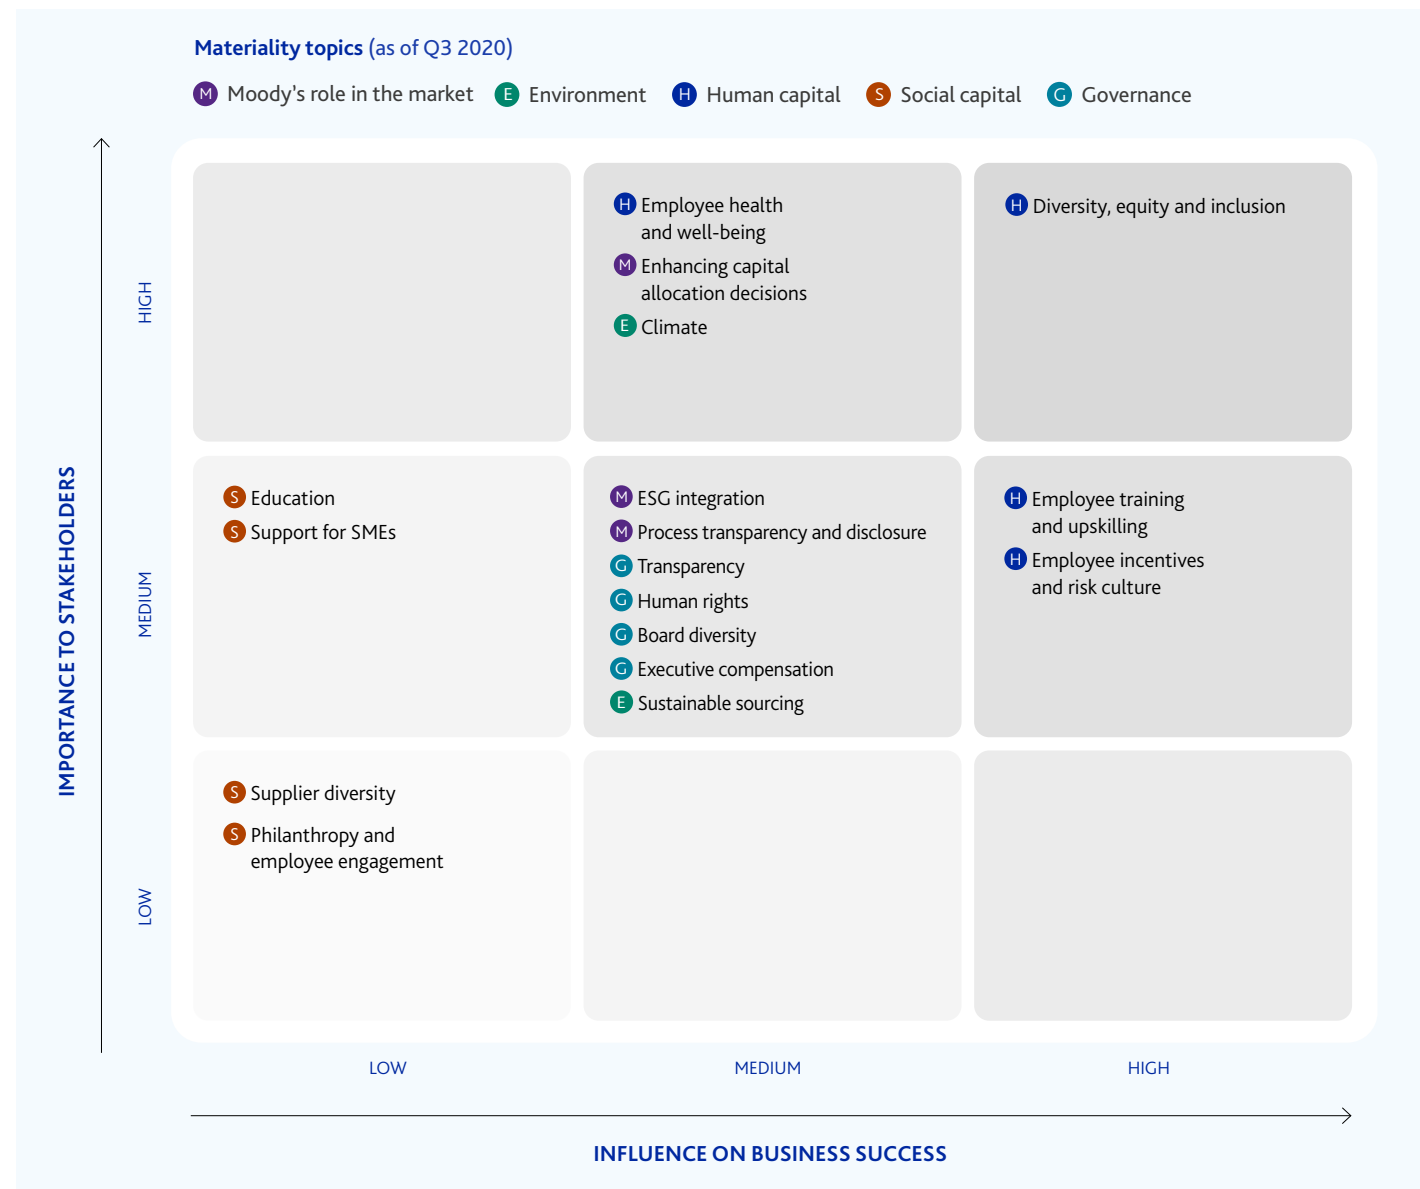 Materiality topics (as of Q3 2020)
M Moody's role in the market E Environment H Human capital S Social capital G Governance
IMPORTANCE TO STAKEHOLDERS
HIGH
H Employee health
and well-being
M Enhancing capital
allocation decisions
E Climate
H Diversity, equity and inclusion
MEDIUM
S Education
S Support for SMEs
M ESG integration
M Process transparency and disclosure
G Transparency
G Human rights
G Board diversity
G Executive compensation
E Sustainable sourcing
H Employee training
and upskilling
H Employee incentives
and risk culture
LOW
S Supplier diversity
S Philanthropy and
employee engagement
LOW MEDIUM HIGH
INFLUENCE ON BUSINESS SUCCESS